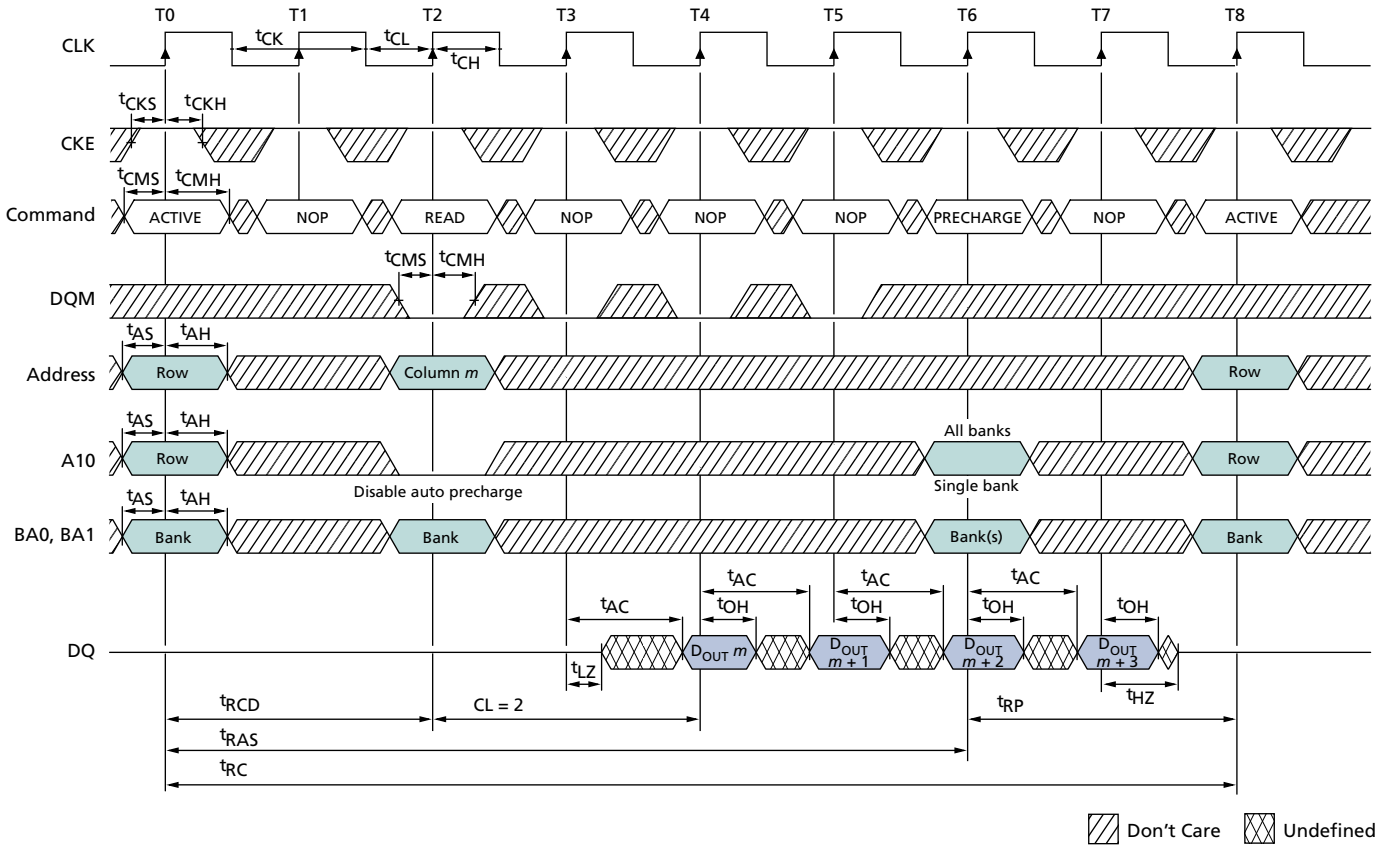 T0 T1 T2 T3 T4 T5 T6 T7 T8
CLK
tCK tCL
tCH
tCKS tCKH
CKE
tCMS tCMH
Command ACTIVE NOP READ NOP NOP NOP PRECHARGE NOP ACTIVE
tCMS tCMH
DQM
tAS tAH
Address Row Column m Row
tAS tAH
All banks
A10 Row Row
Single bank
Disable auto precharge
tAS tAH
BA0, BA1 Bank Bank Bank(s) Bank
tAC tAC tAC
tAC tOH tOH tOH tOH
DQ DOUT m DOUT m + 1 DOUT m + 2 DOUT m + 3
tLZ tHZ
tRCD CL = 2 tRP
tRAS
tRC
Don't Care Undefined